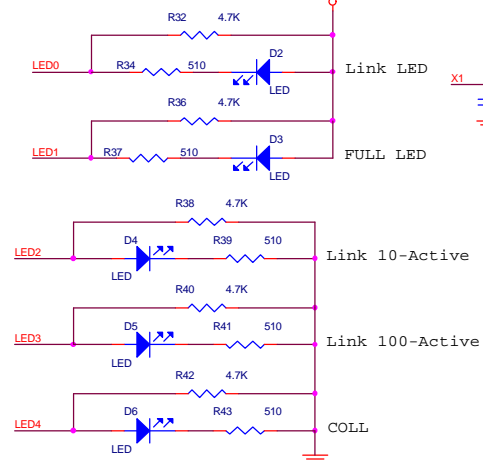 R32 4.7K
D2
LED0 R34 510 Link LED
LED
X1
R36 4.7K
D3
LED1 R37 510 FULL LED
LED
R38 4.7K
D4 R39 510
LED2 Link 10-Active
LED
R40 4.7K
D5 R41 510
LED3 Link 100-Active
LED
R42 4.7K
D6 R43 510
LED4 COLL
LED